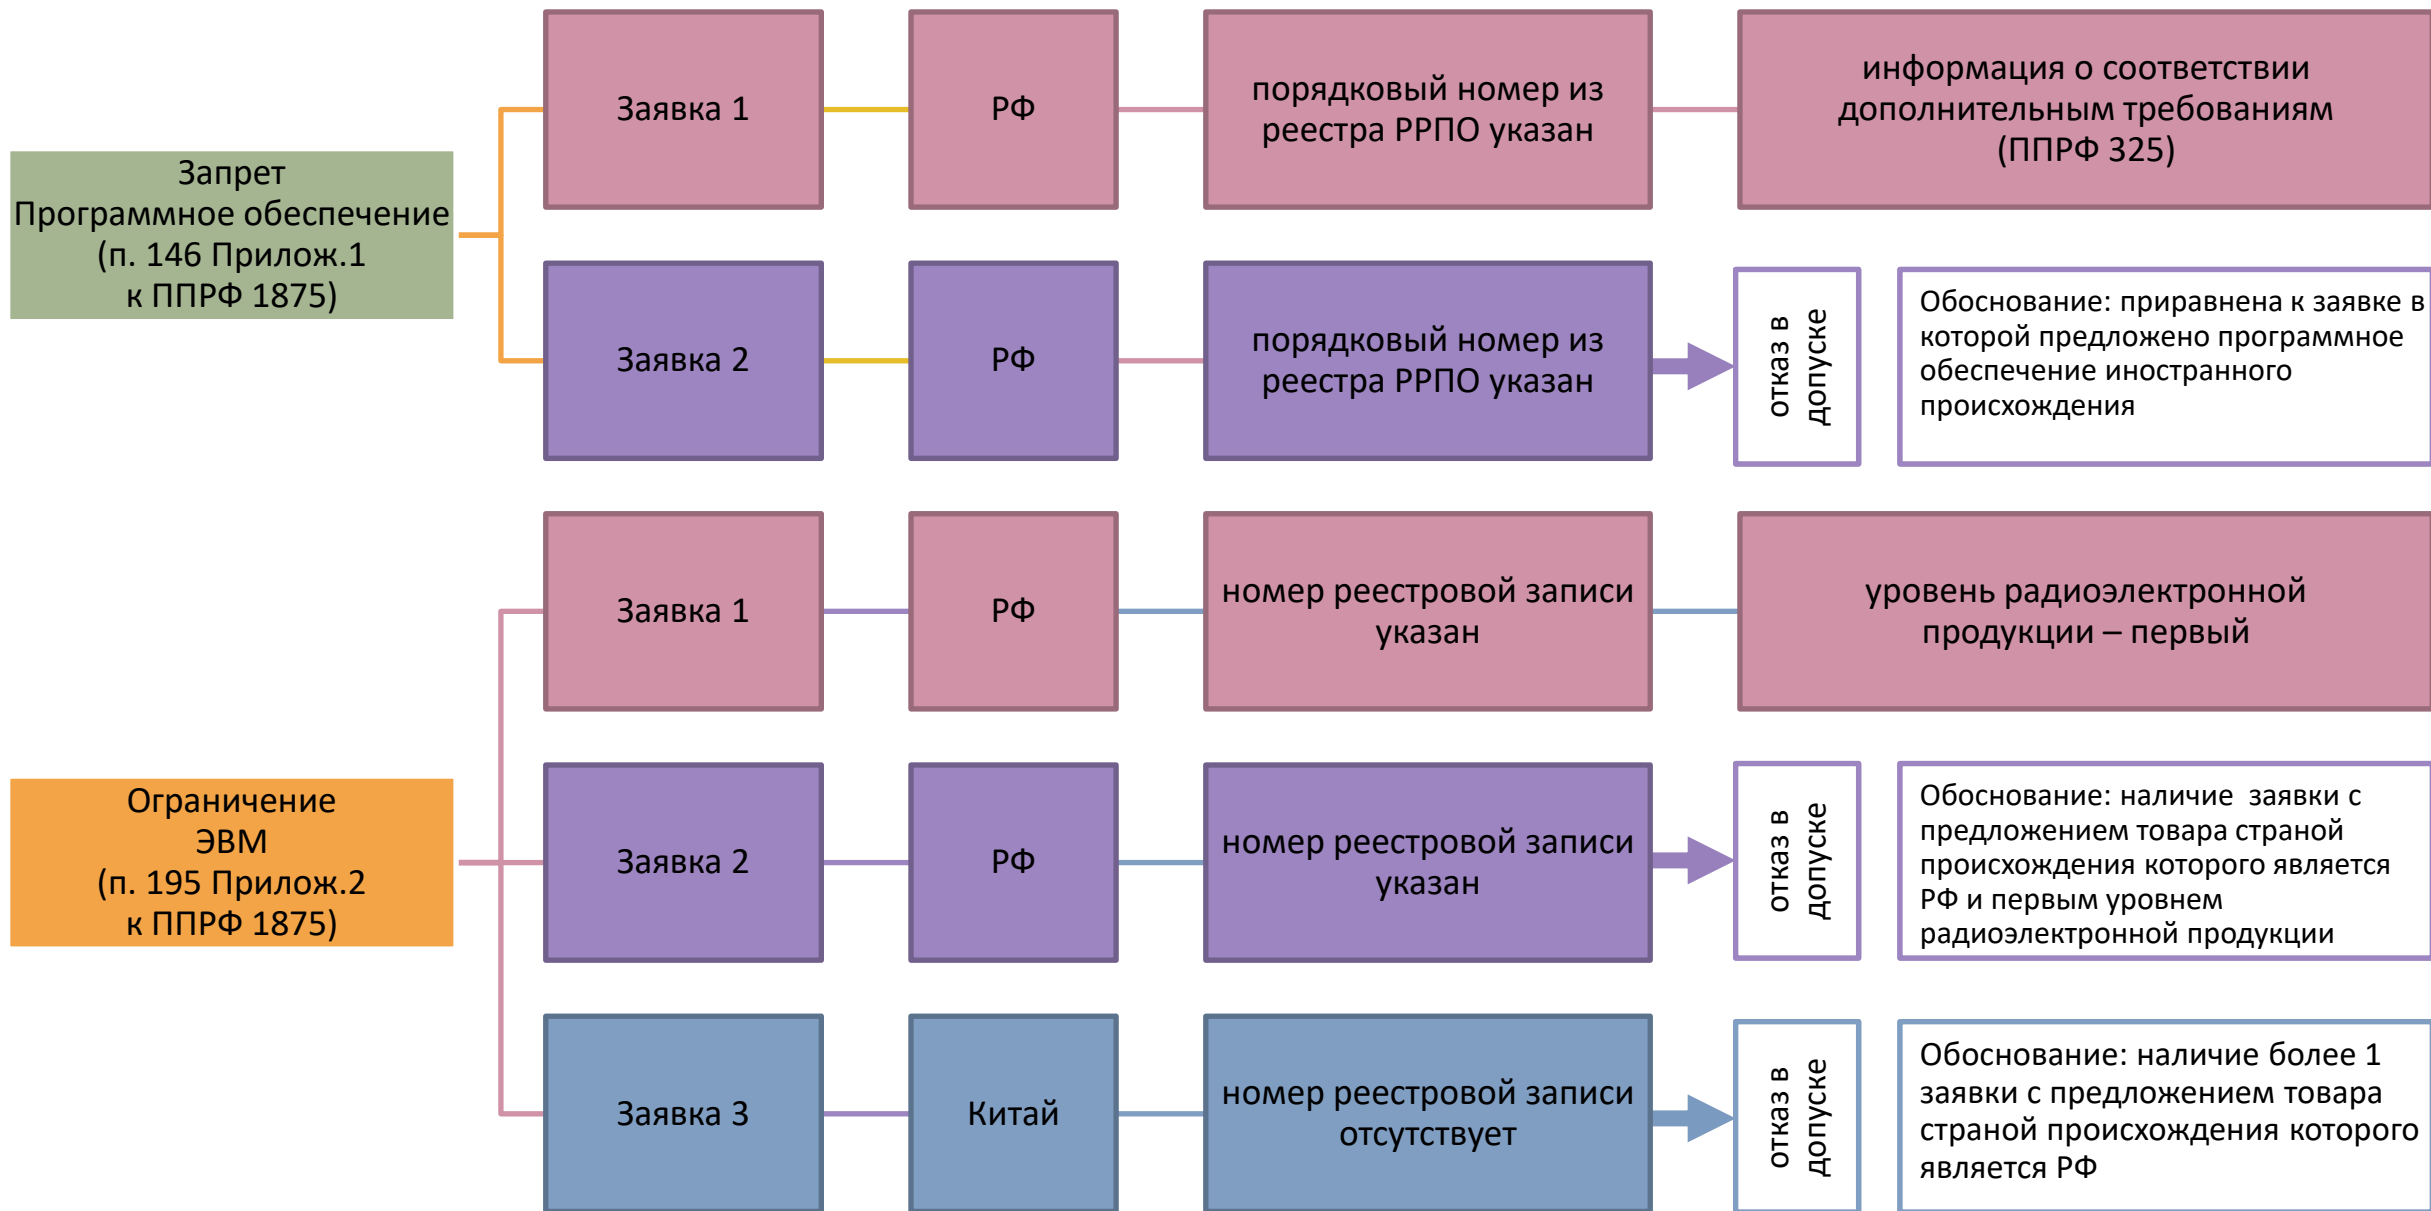 Запрет
Программное обеспечение
(п. 146 Прилож.1
к ППРФ 1875)
Заявка 1
РФ
порядковый номер из
реестра РРПО указан
информация о соответствии
дополнительным требованиям
(ППРФ 325)
Заявка 2
РФ
порядковый номер из
реестра РРПО указан
отказ в
допуске
Обоснование: приравнена к заявке в
которой предложено программное
обеспечение иностранного
происхождения
Ограничение
ЭВМ
(п. 195 Прилож.2
к ППРФ 1875)
Заявка 1
РФ
номер реестровой записи
указан
уровень радиоэлектронной
продукции – первый
Заявка 2
РФ
номер реестровой записи
указан
отказ в
допуске
Обоснование: наличие  заявки с
предложением товара страной
происхождения которого является
РФ и первым уровнем
радиоэлектронной продукции
Заявка 3
Китай
номер реестровой записи
отсутствует
отказ в
допуске
Обоснование: наличие более 1
заявки с предложением товара
страной происхождения которого
является РФ